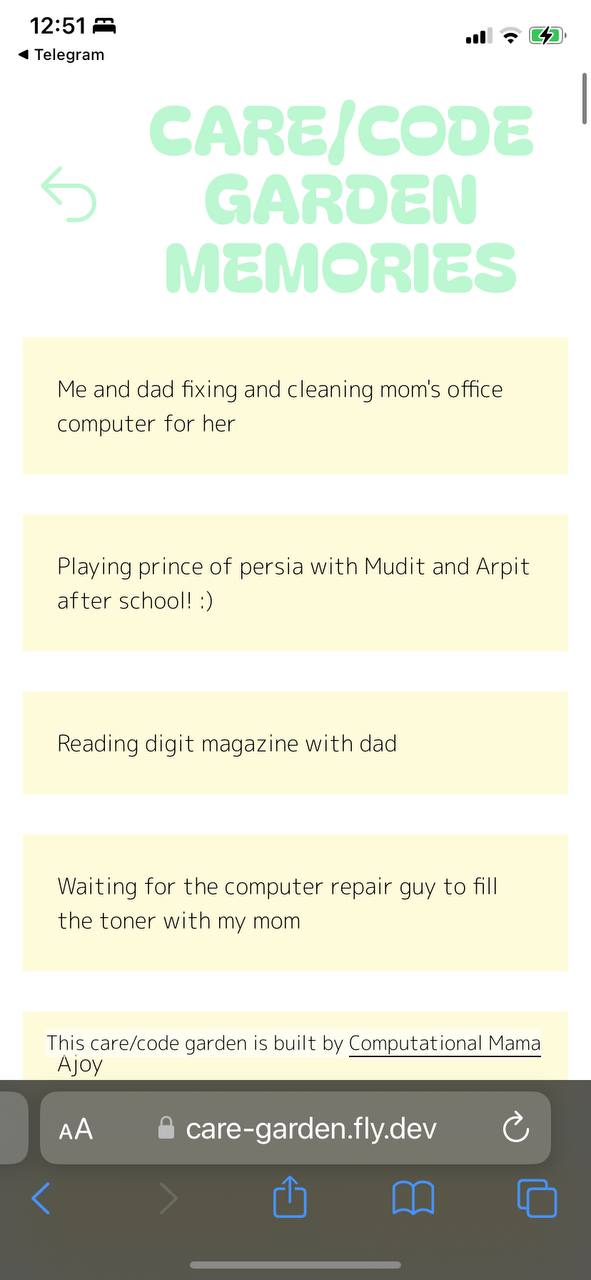 12:51
◀ Telegram
CARE/CODE
GARDEN
MEMORIES
Me and dad fixing and cleaning mom's office
computer for her
Playing prince of persia with Mudit and Arpit
after school! :)
Reading digit magazine with dad
Waiting for the computer repair guy to fill
the toner with my mom
This care/code garden is built by Computational Mama
Ajoy
AA care-garden.fly.dev